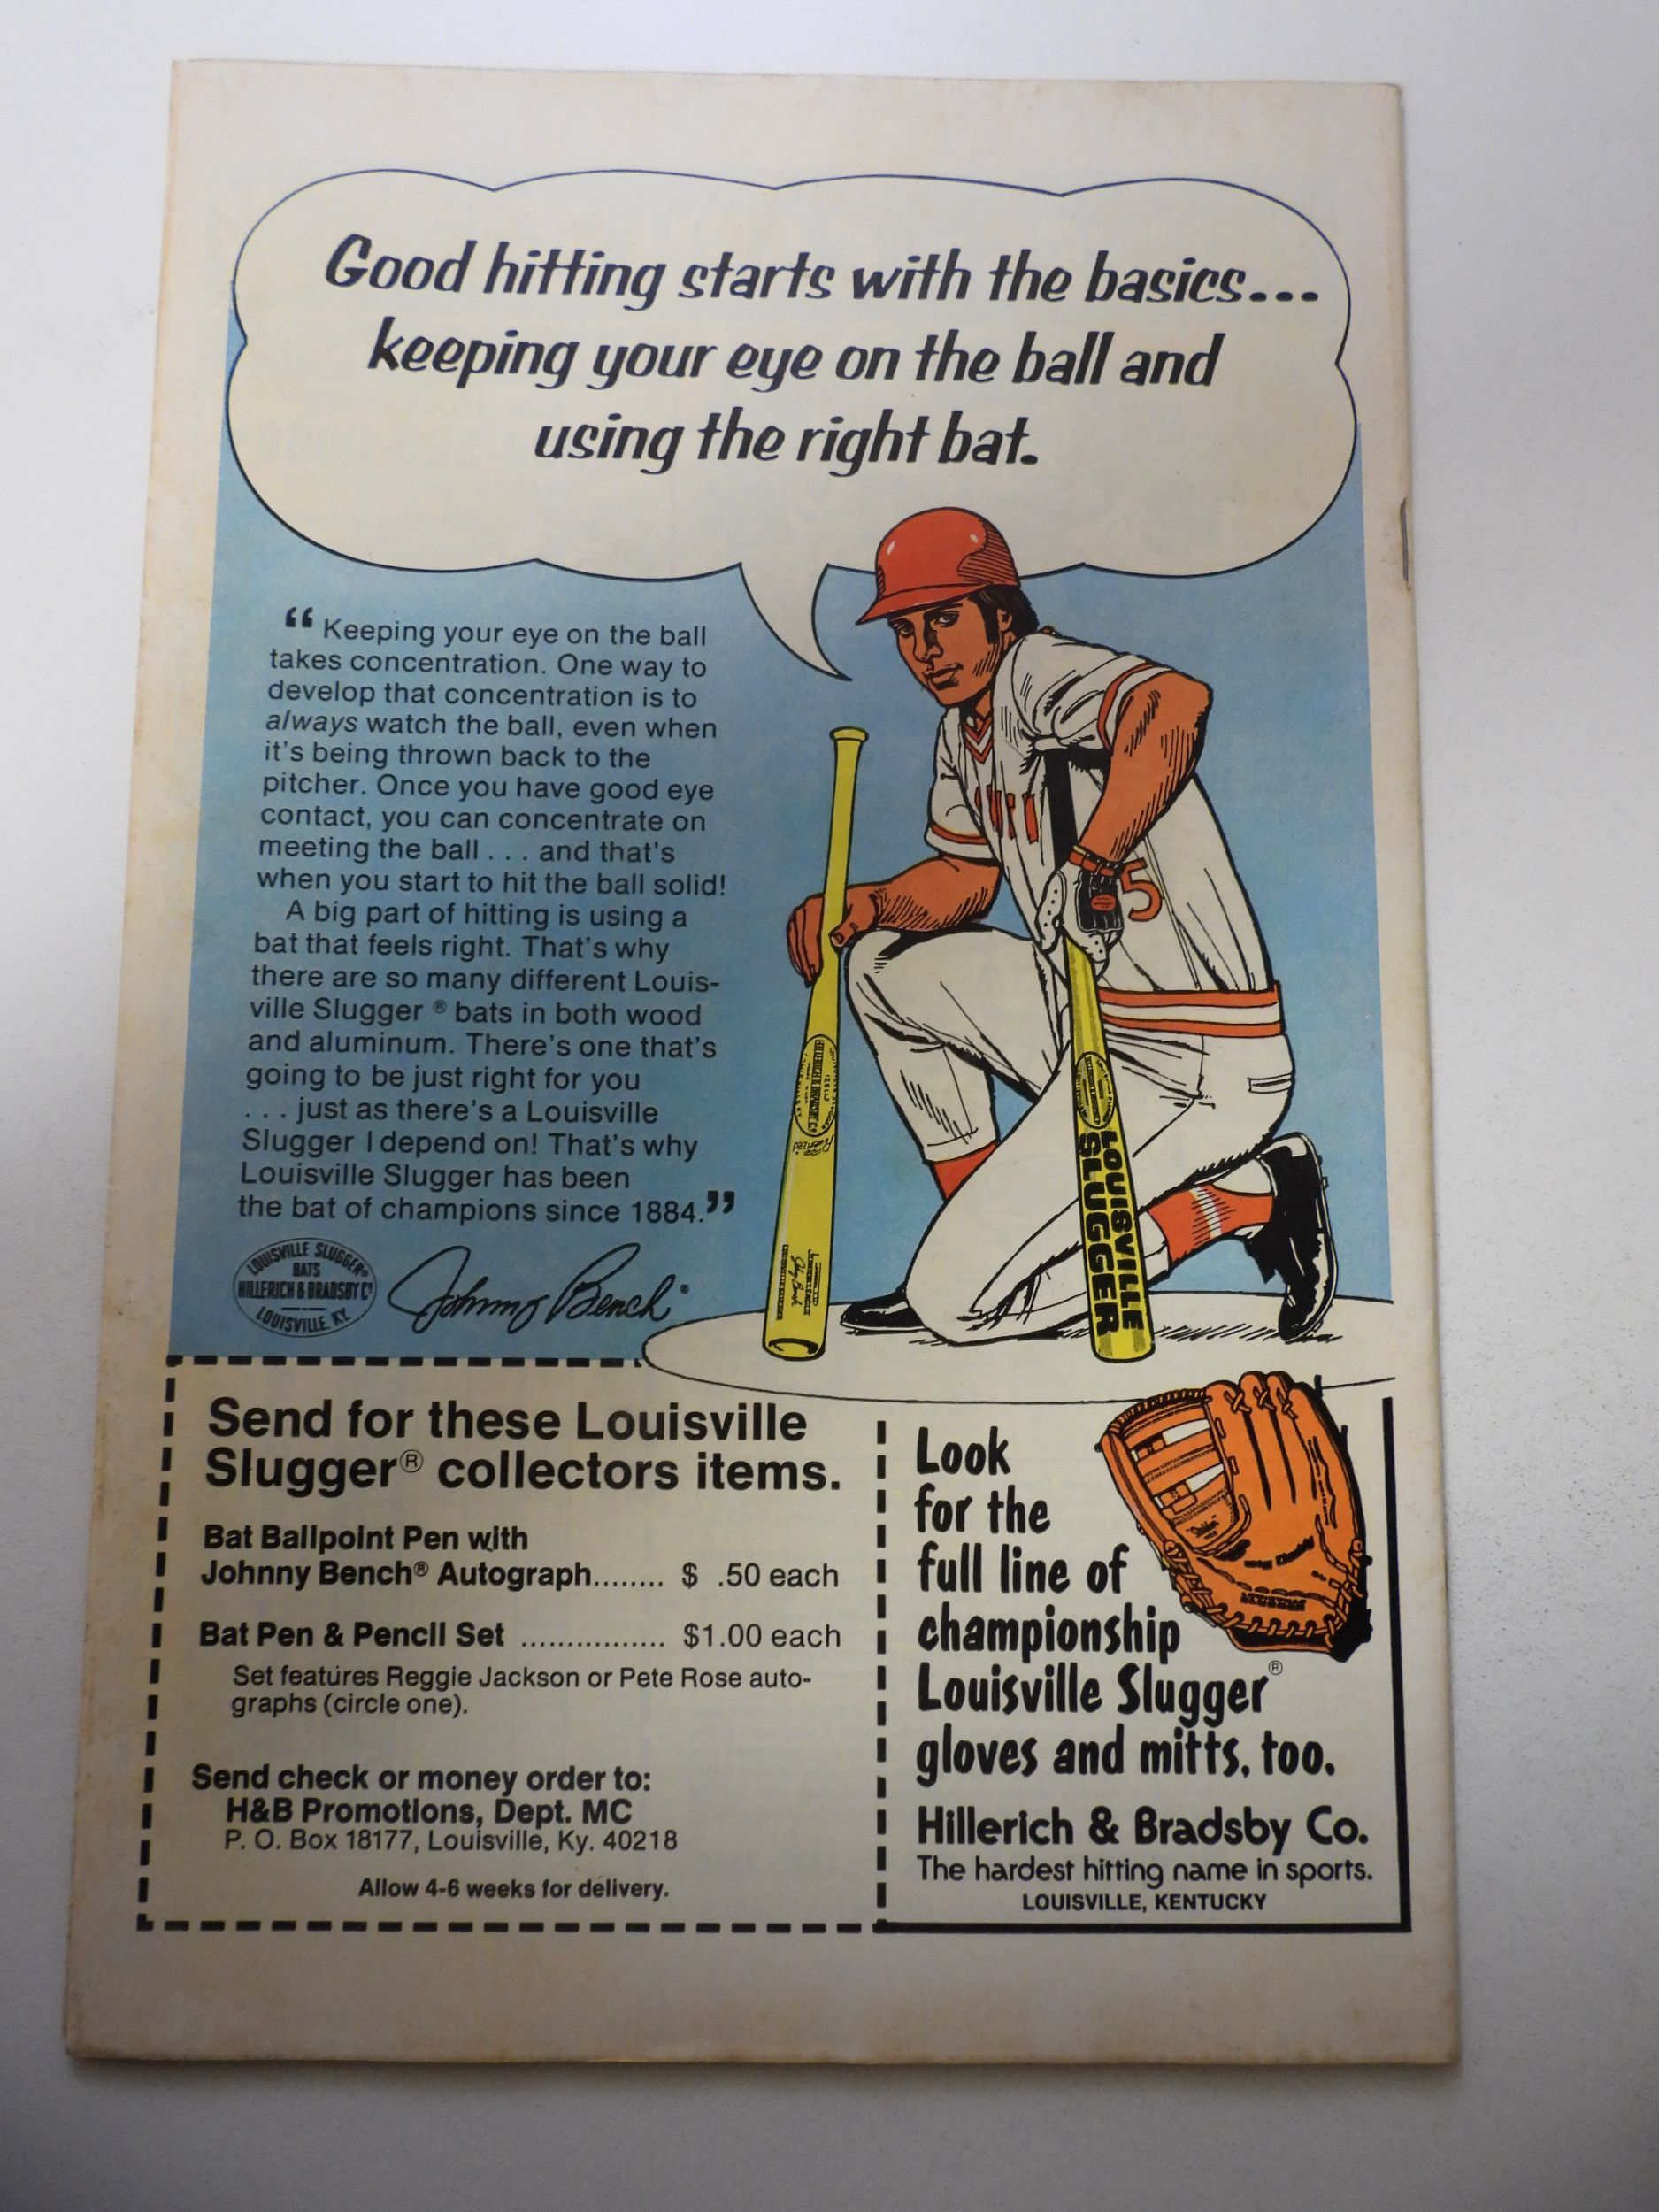 Good hitting starts with the basics...
keeping your eye on the ball and
using the right bat.
“ Keeping your eye on the ball
takes concentration. One way to
develop that concentration is to
always watch the ball, even when
it's being thrown back to the
pitcher. Once you have good eye
contact, you can concentrate on
meeting the ball . . . and that's
when you start to hit the ball solid!
A big part of hitting is using a
bat that feels right. That's why
there are so many different Louis-
ville Slugger ® bats in both wood
and aluminum. There's one that's
going to be just right for you
. . . just as there's a Louisville
Slugger I depend on! That's why
Louisville Slugger has been
the bat of champions since 1884.”
LOUISVILLE SLUGGER®
BATS
HILLERICH & BRADSBY Co
LOUISVILLE, KY.
Johnny Bench®
5
HILLERICH & BRADSBY Co
LOUISVILLE
SLUGGER
Send for these Louisville
Slugger® collectors items.
Bat Ballpoint Pen with
Johnny Bench® Autograph........ $ .50 each
Bat Pen & Pencil Set ................ $1.00 each
Set features Reggie Jackson or Pete Rose auto-
graphs (circle one).
Send check or money order to:
H&B Promotions, Dept. MC
P. O. Box 18177, Louisville, Ky. 40218
Allow 4-6 weeks for delivery.
Look
for the
full line of
championship
Louisville Slugger®
gloves and mitts, too.
Hillerich & Bradsby Co.
The hardest hitting name in sports.
LOUISVILLE, KENTUCKY